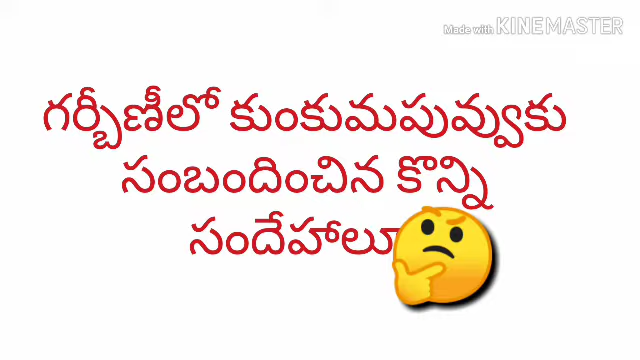 Made with KINEMASTER
గర్భీణీలో కుంకుమపువ్వుకు
సంబందించిన కొన్ని
సందేహాలూ